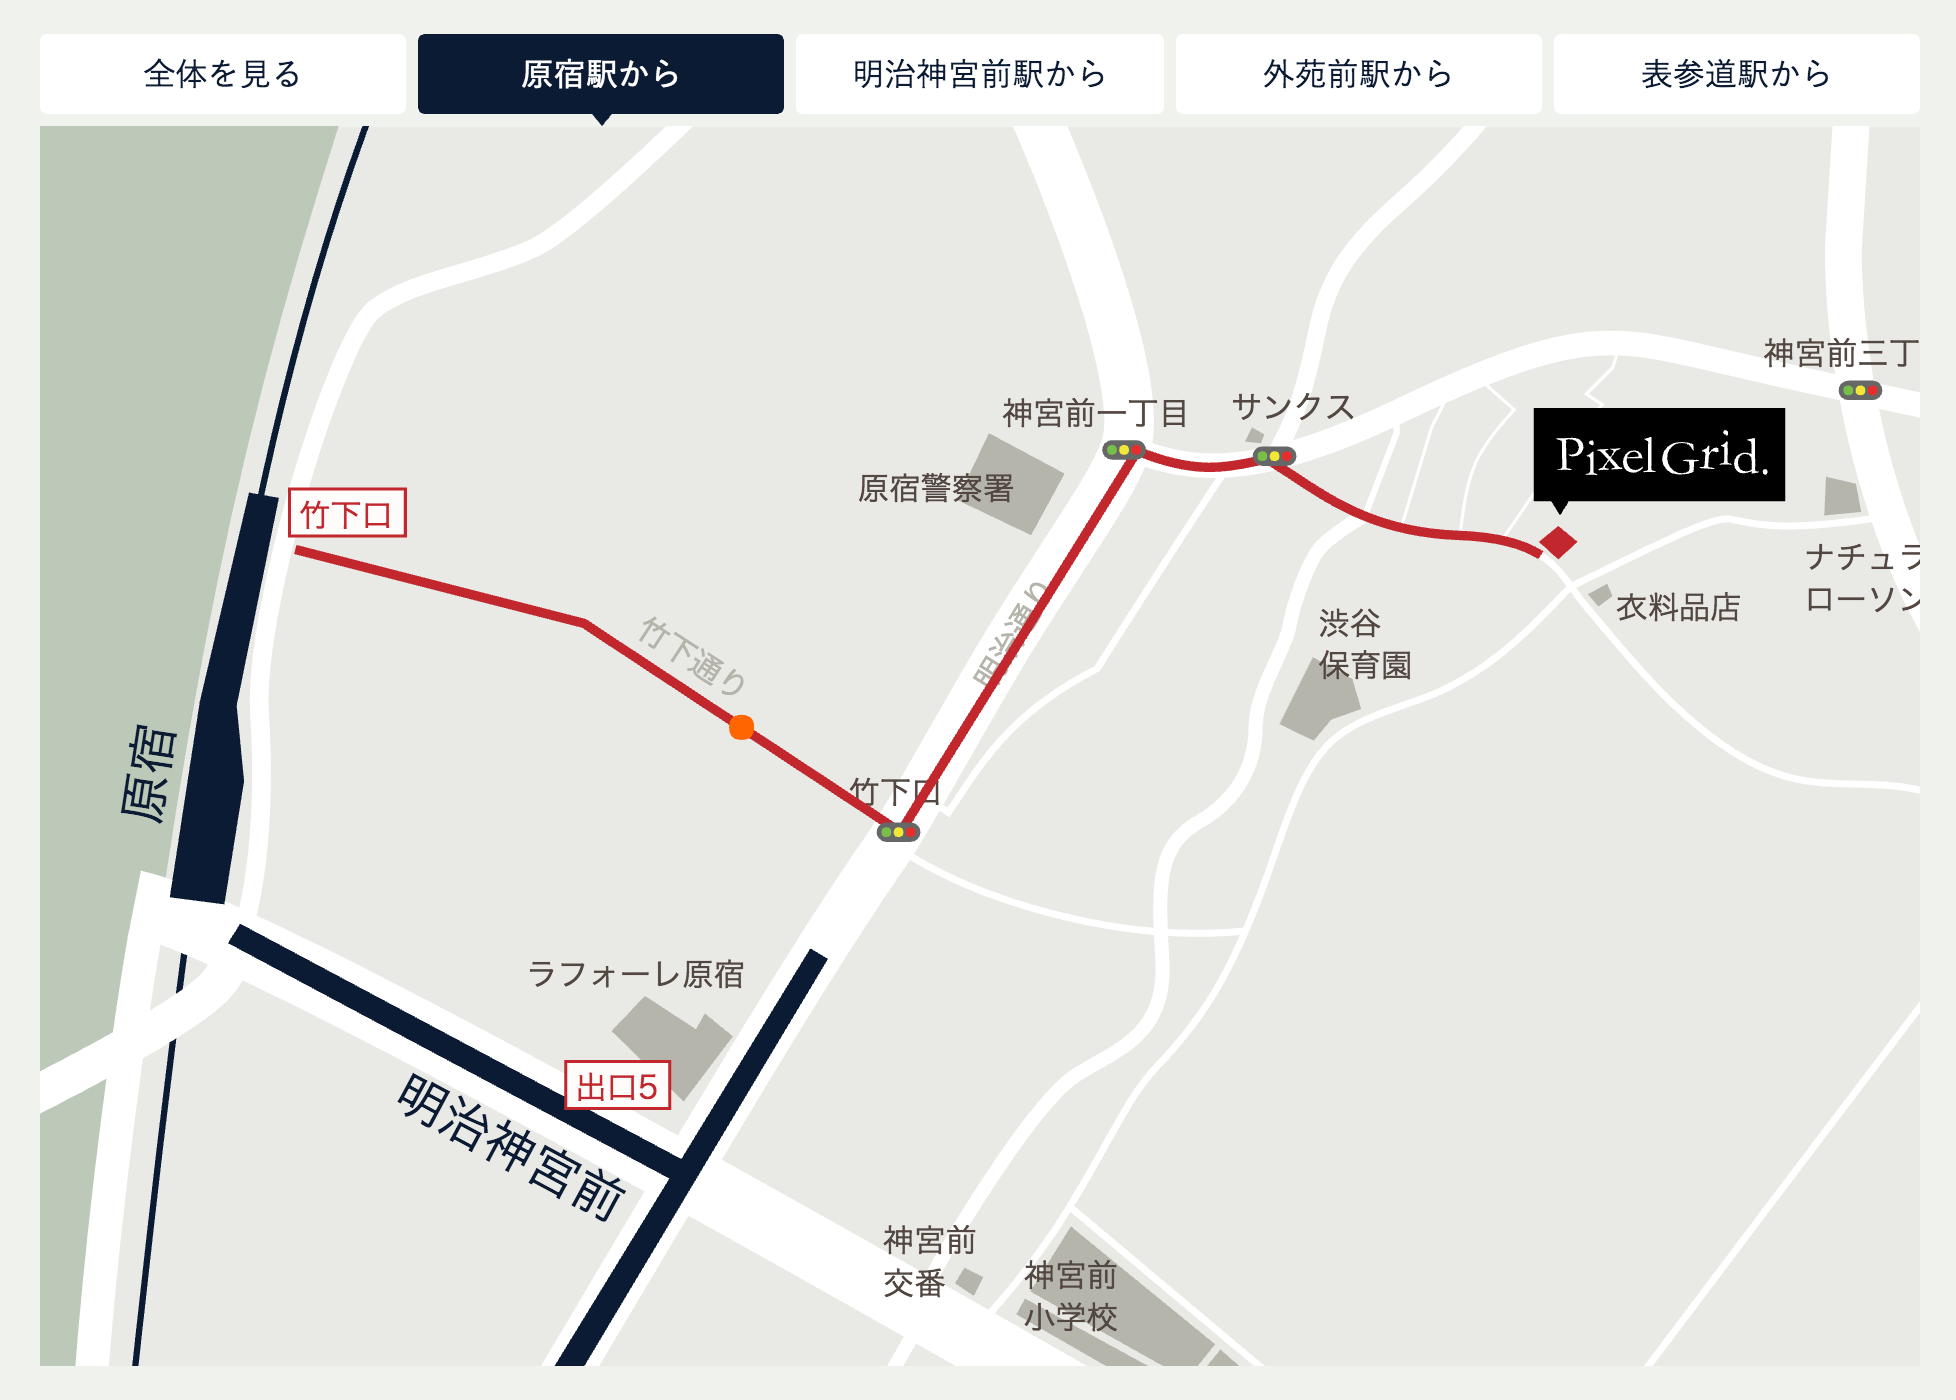 全体を見る
原宿駅から
明治神宮前駅から
外苑前駅から
表参道駅から
神宮前三丁
神宮前一丁目
サンクス
PixelGrid.
原宿警察署
竹下口
ナチュラ
ローソン
衣料品店
明治通り
竹下通り
渋谷
保育園
原宿
竹下口
ラフォーレ原宿
出口5
明治神宮前
神宮前
交番
神宮前
小学校